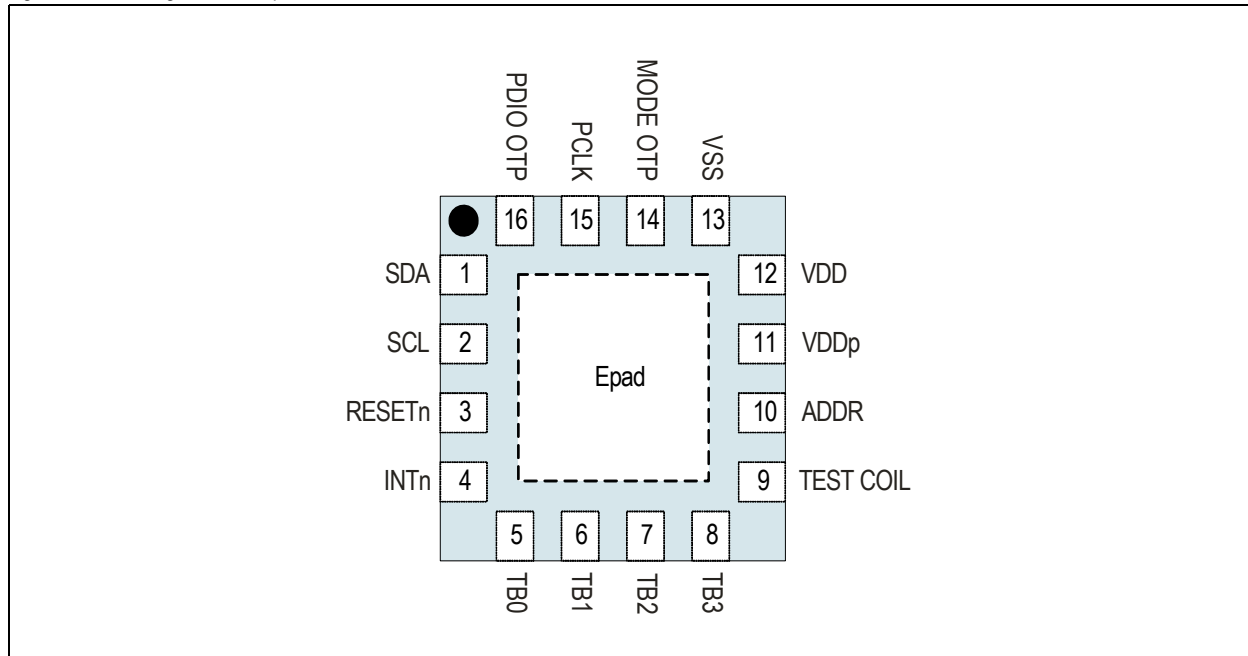 PDIO OTP
PCLK
MODE OTP
VSS
16
15
14
13
SDA 1
12 VDD
SCL 2
11 VDDp
Epad
RESETn 3
10 ADDR
INTn 4
9 TEST COIL
5
6
7
8
TB0
TB1
TB2
TB3